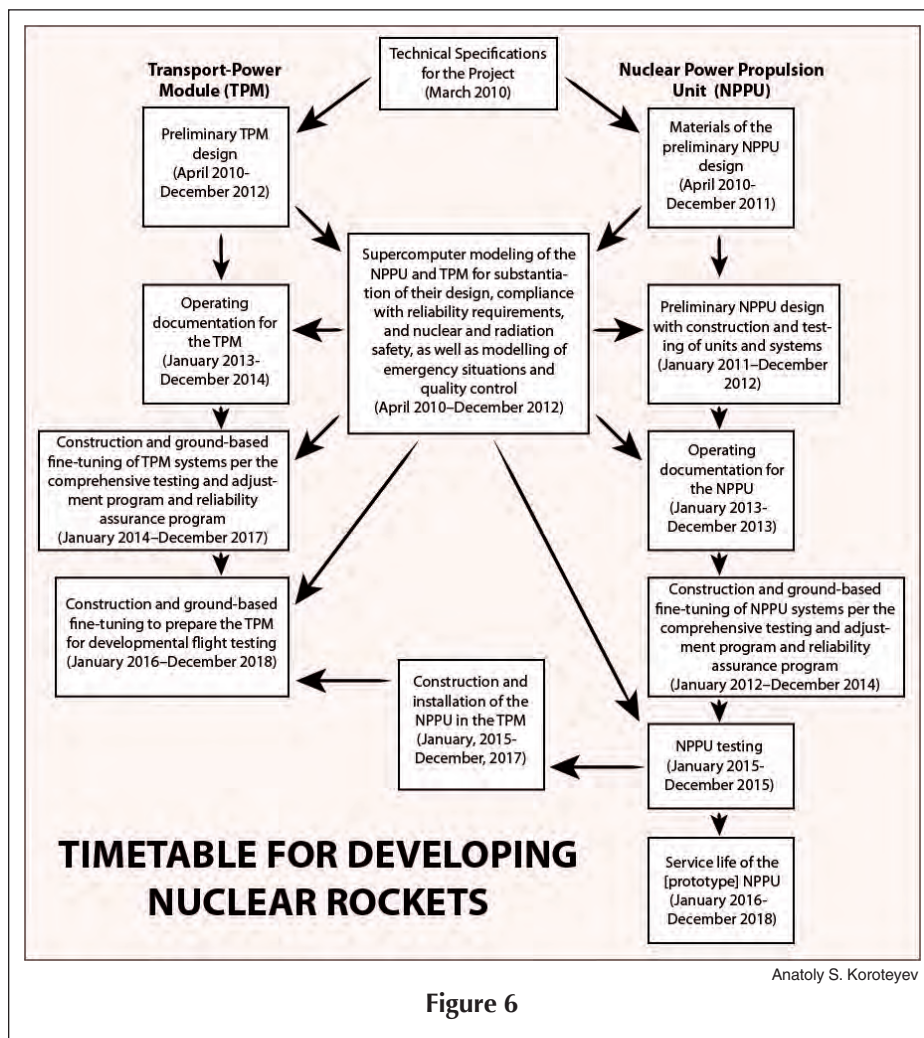 Technical Specifications
for the Project
(March 2010)
Transport-Power
Module (TPM)
Nuclear Power Propulsion
Unit (NPPU)
Preliminary TPM
design
(April 2010-
December 2012)
Materials of the
preliminary NPPU
design
(April 2010-
December 2011)
Supercomputer modeling of the
NPPU and TPM for substantia-
tion of their design, compliance
with reliability requirements,
and nuclear and radiation
safety, as well as modelling of
emergency situations and
quality control
(April 2010–December 2012)
Operating
documentation for
the TPM
(January 2013-
December 2014)
Preliminary NPPU design
with construction and test-
ing of units and systems
(January 2011–December
2012)
Construction and ground-based
fine-tuning of TPM systems per the
comprehensive testing and adjust-
ment program and reliability
assurance program
(January 2014–December 2017)
Operating
documentation for
the NPPU
(January 2013-
December 2013)
Construction and ground-based
fine-tuning to prepare the TPM
for developmental flight testing
(January 2016–December 2018)
Construction and ground-based
fine-tuning of NPPU systems per the
comprehensive testing and adjust-
ment program and reliability
assurance program
(January 2012–December 2014)
Construction and
installation of the
NPPU in the TPM
(January, 2015-
December, 2017)
NPPU testing
(January 2015-
December 2015)
Service life of the
[prototype] NPPU
(January 2016-
December 2018)
TIMETABLE FOR DEVELOPING
NUCLEAR ROCKETS
Anatoly S. Koroteyev
Figure 6